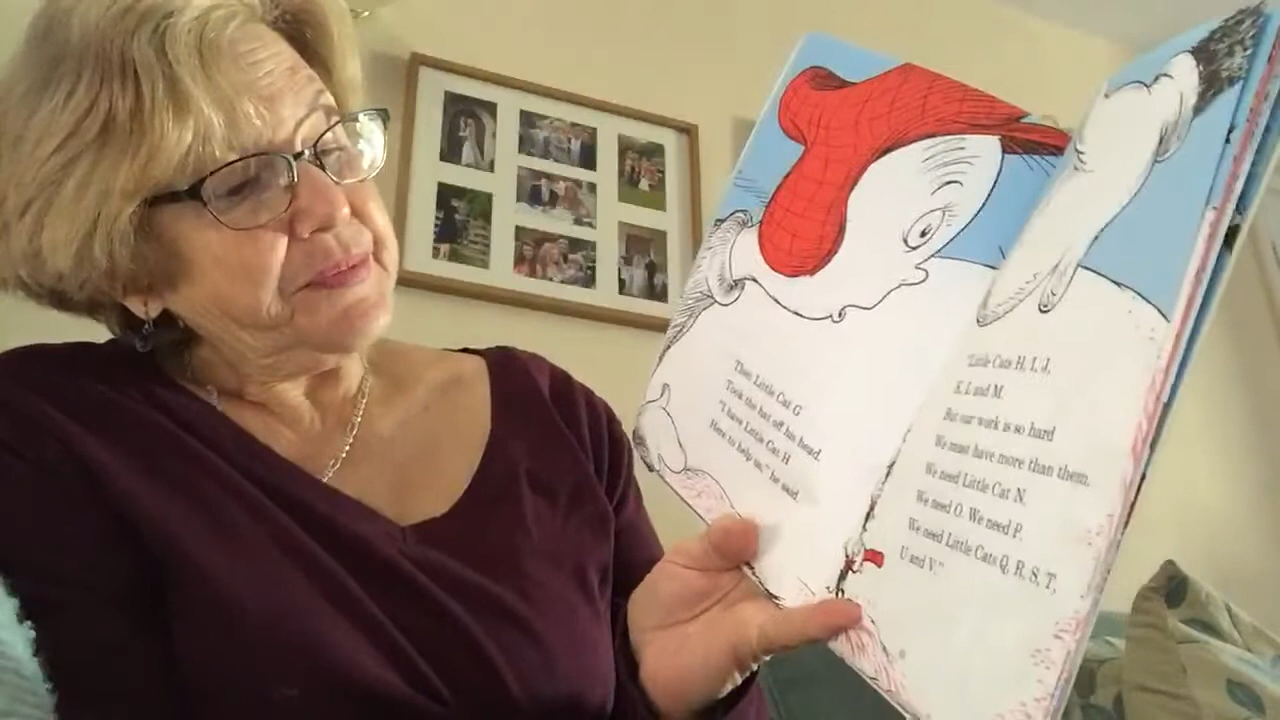 Then Little Cat G
Took the hat off his head.
"I have Little Cat H
Here to help us," he said.
"Little Cats H, I, J,
K, L and M.
But our work is so hard
We must have more than them.
We need Little Cat N.
We need O. We need P.
We need Little Cats Q, R, S, T,
U and V."